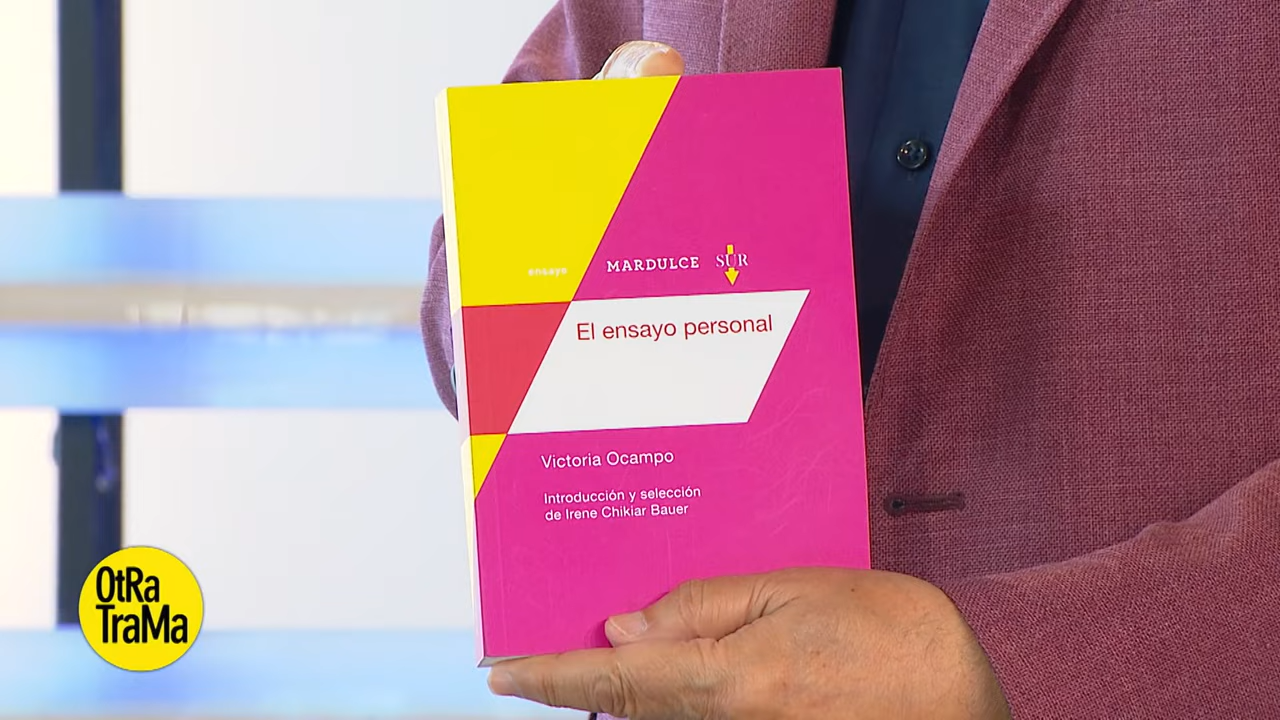 ensayo
MARDULCE SUR
El ensayo personal
Victoria Ocampo
Introducción y selección
de Irene Chikiar Bauer
OtRa
TraMa